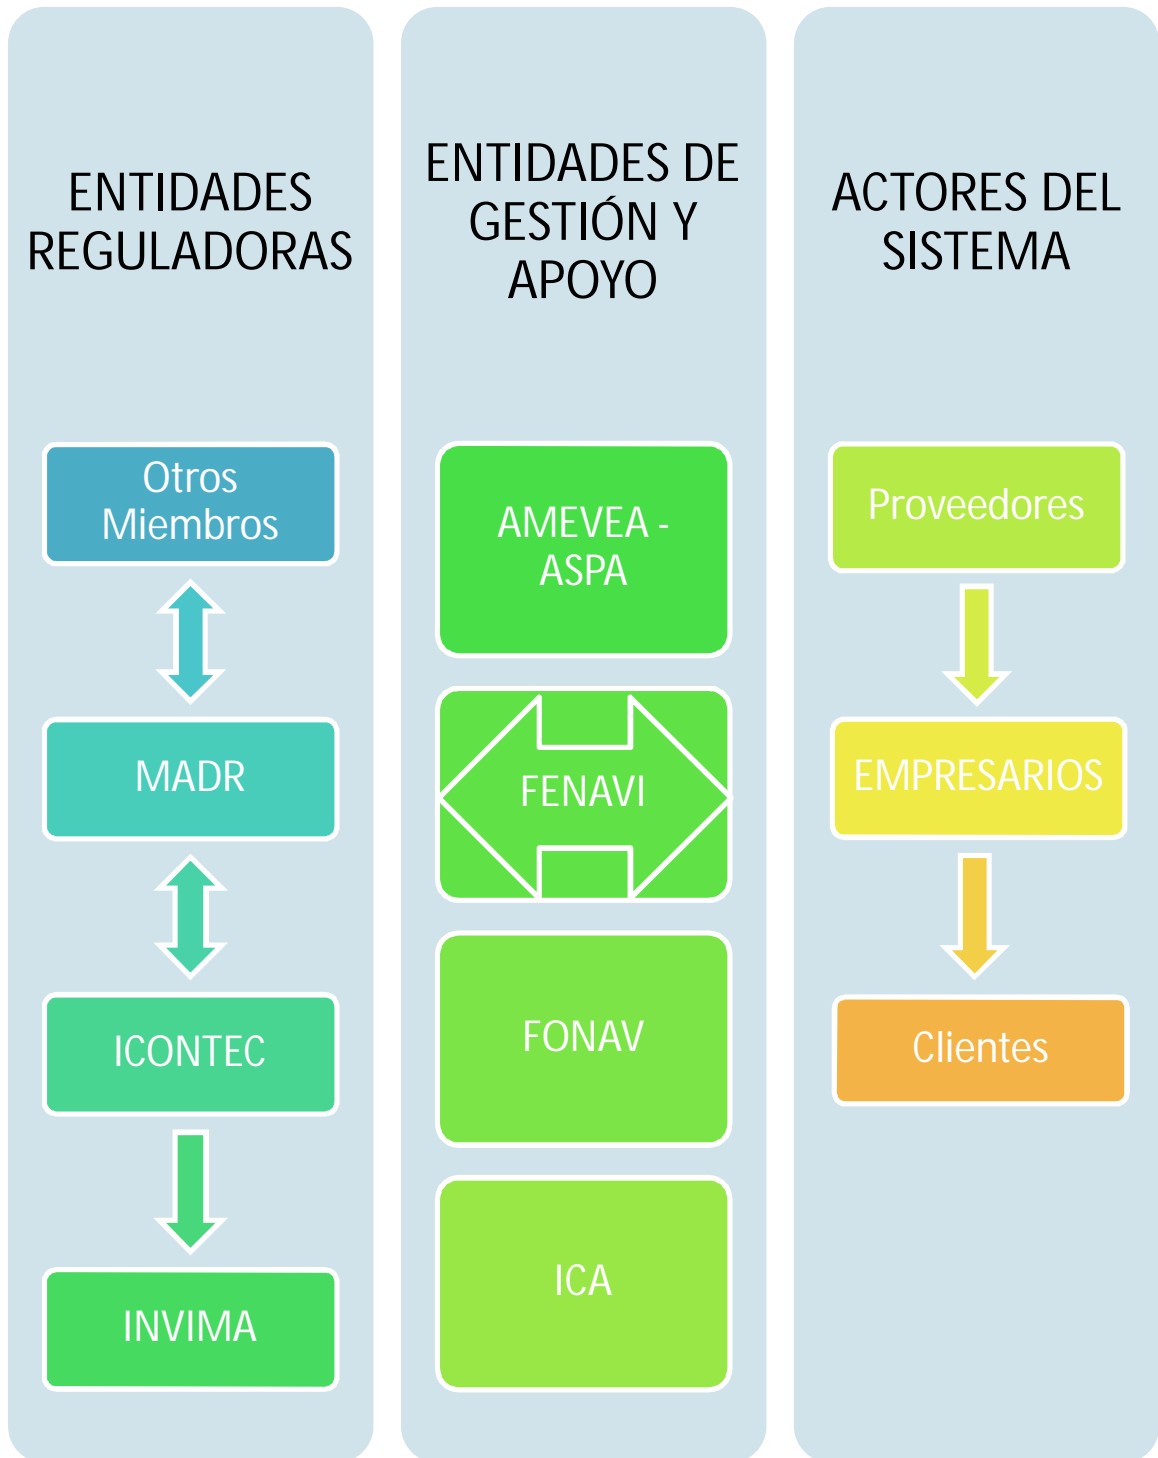 ENTIDADES
REGULADORAS
Otros
Miembros
MADR
ICONTEC
INVIMA
ENTIDADES DE
GESTIÓN Y
APOYO
AMEVEA -
ASPA
FENAVI
FONAV
ICA
ACTORES DEL
SISTEMA
Proveedores
EMPRESARIOS
Clientes